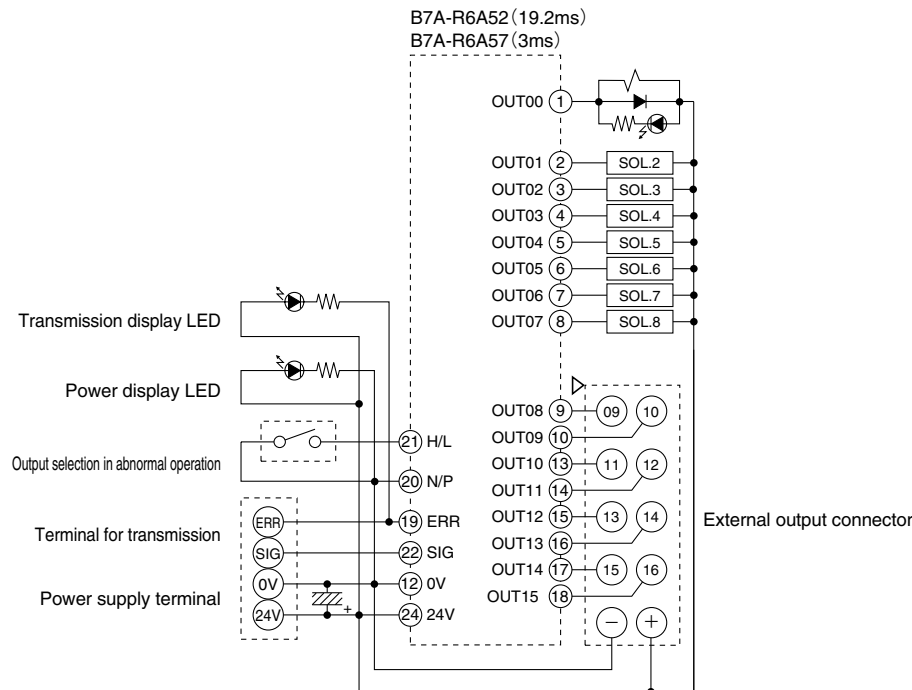 B7A-R6A52(19.2ms)
B7A-R6A57(3ms)
OUT00 1
OUT01 2 SOL.2
OUT02 3 SOL.3
OUT03 4 SOL.4
OUT04 5 SOL.5
OUT05 6 SOL.6
OUT06 7 SOL.7
OUT07 8 SOL.8
Transmission display LED
Power display LED
OUT08 9 09 10
OUT09 10
Output selection in abnormal operation
21 H/L
20 N/P
OUT10 13 11 12
OUT11 14
Terminal for transmission
ERR 19 ERR
SIG 22 SIG
OUT12 15 13 14
OUT13 16
External output connector
Power supply terminal
0V 12 0V
24V + 24 24V
OUT14 17 15 16
OUT15 18
− +